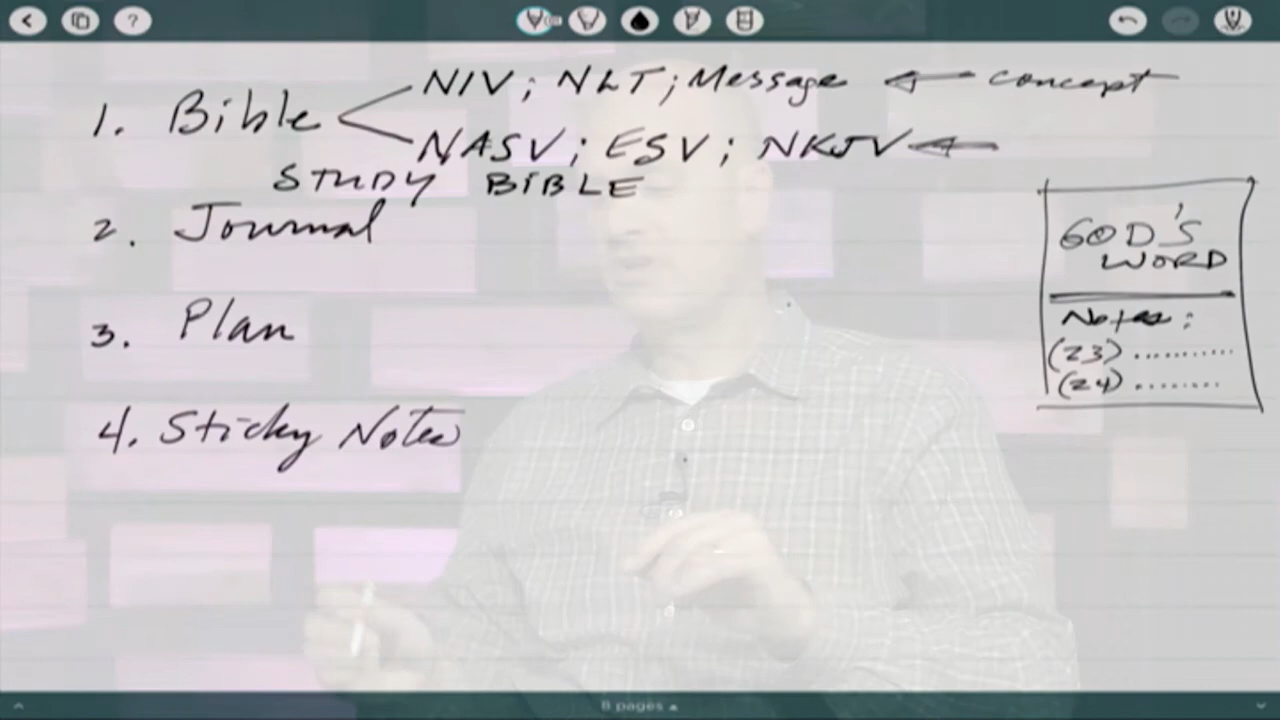 ?
NIV; NLT; Message ← concept
1. Bible
NASV; ESV; NKJV ←
STUDY BIBLE
2. Journal
GOD'S
WORD
3. Plan
Notes:
(23) ..........
(24) ........
4. Sticky Notes
8 pages